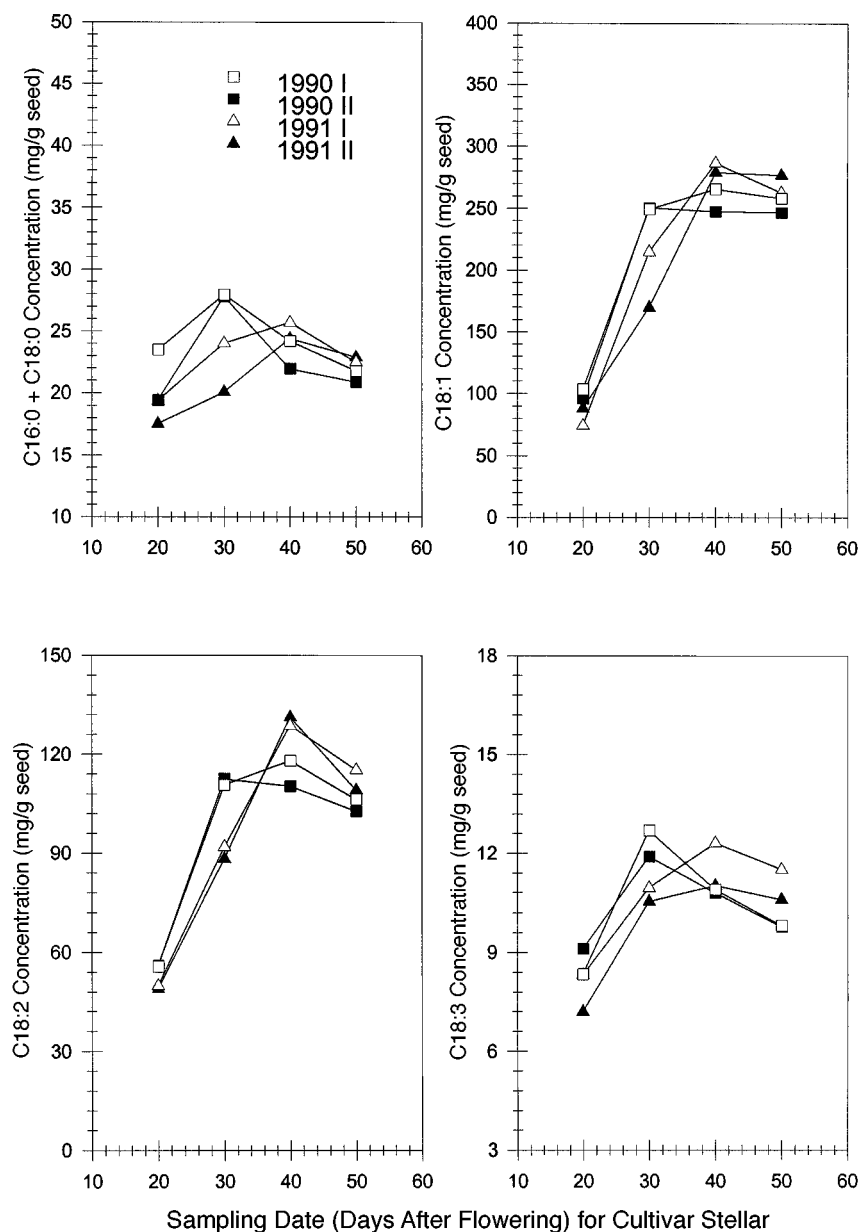 C16:0 + C18:0 Concentration (mg/g seed)
50
45
40
35
30
25
20
15
10
10 20 30 40 50 60
1990 I
1990 II
1991 I
1991 II
C18:1 Concentration (mg/g seed)
400
350
300
250
200
150
100
50
0
10 20 30 40 50 60
C18:2 Concentration (mg/g seed)
150
120
90
60
30
0
10 20 30 40 50 60
C18:3 Concentration (mg/g seed)
18
15
12
9
6
3
10 20 30 40 50 60
Sampling Date (Days After Flowering) for Cultivar Stellar